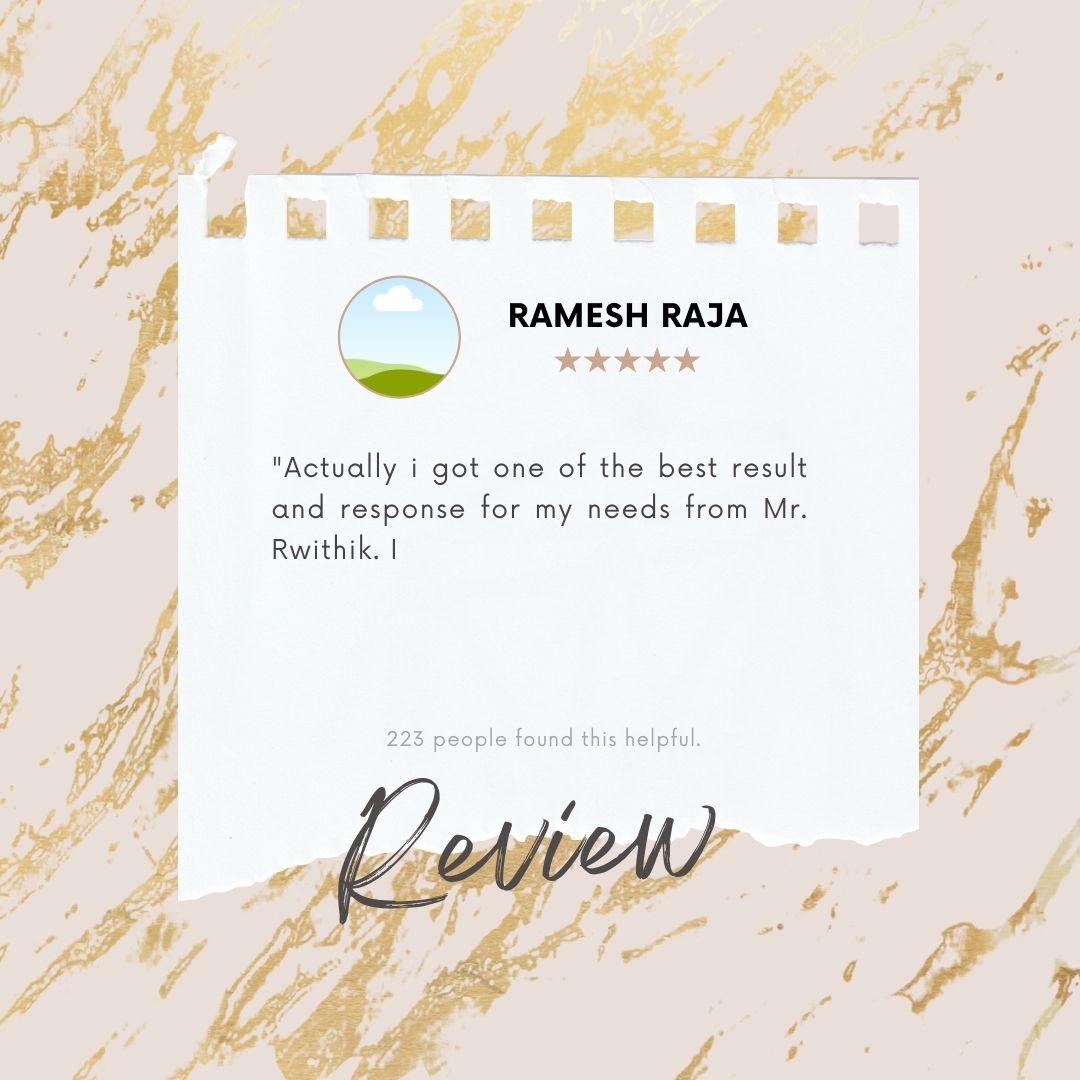 RAMESH RAJA
"Actually i got one of the best result
and response for my needs from Mr.
Rwithik. I
223 people found this helpful.
Review